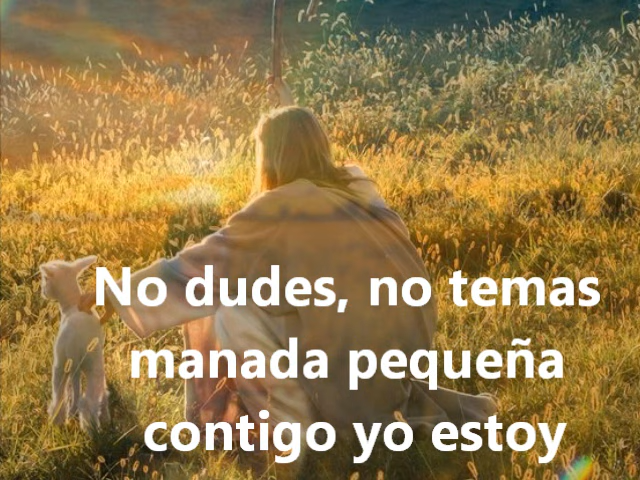 No dudes, no temas
manada pequeña
contigo yo estoy